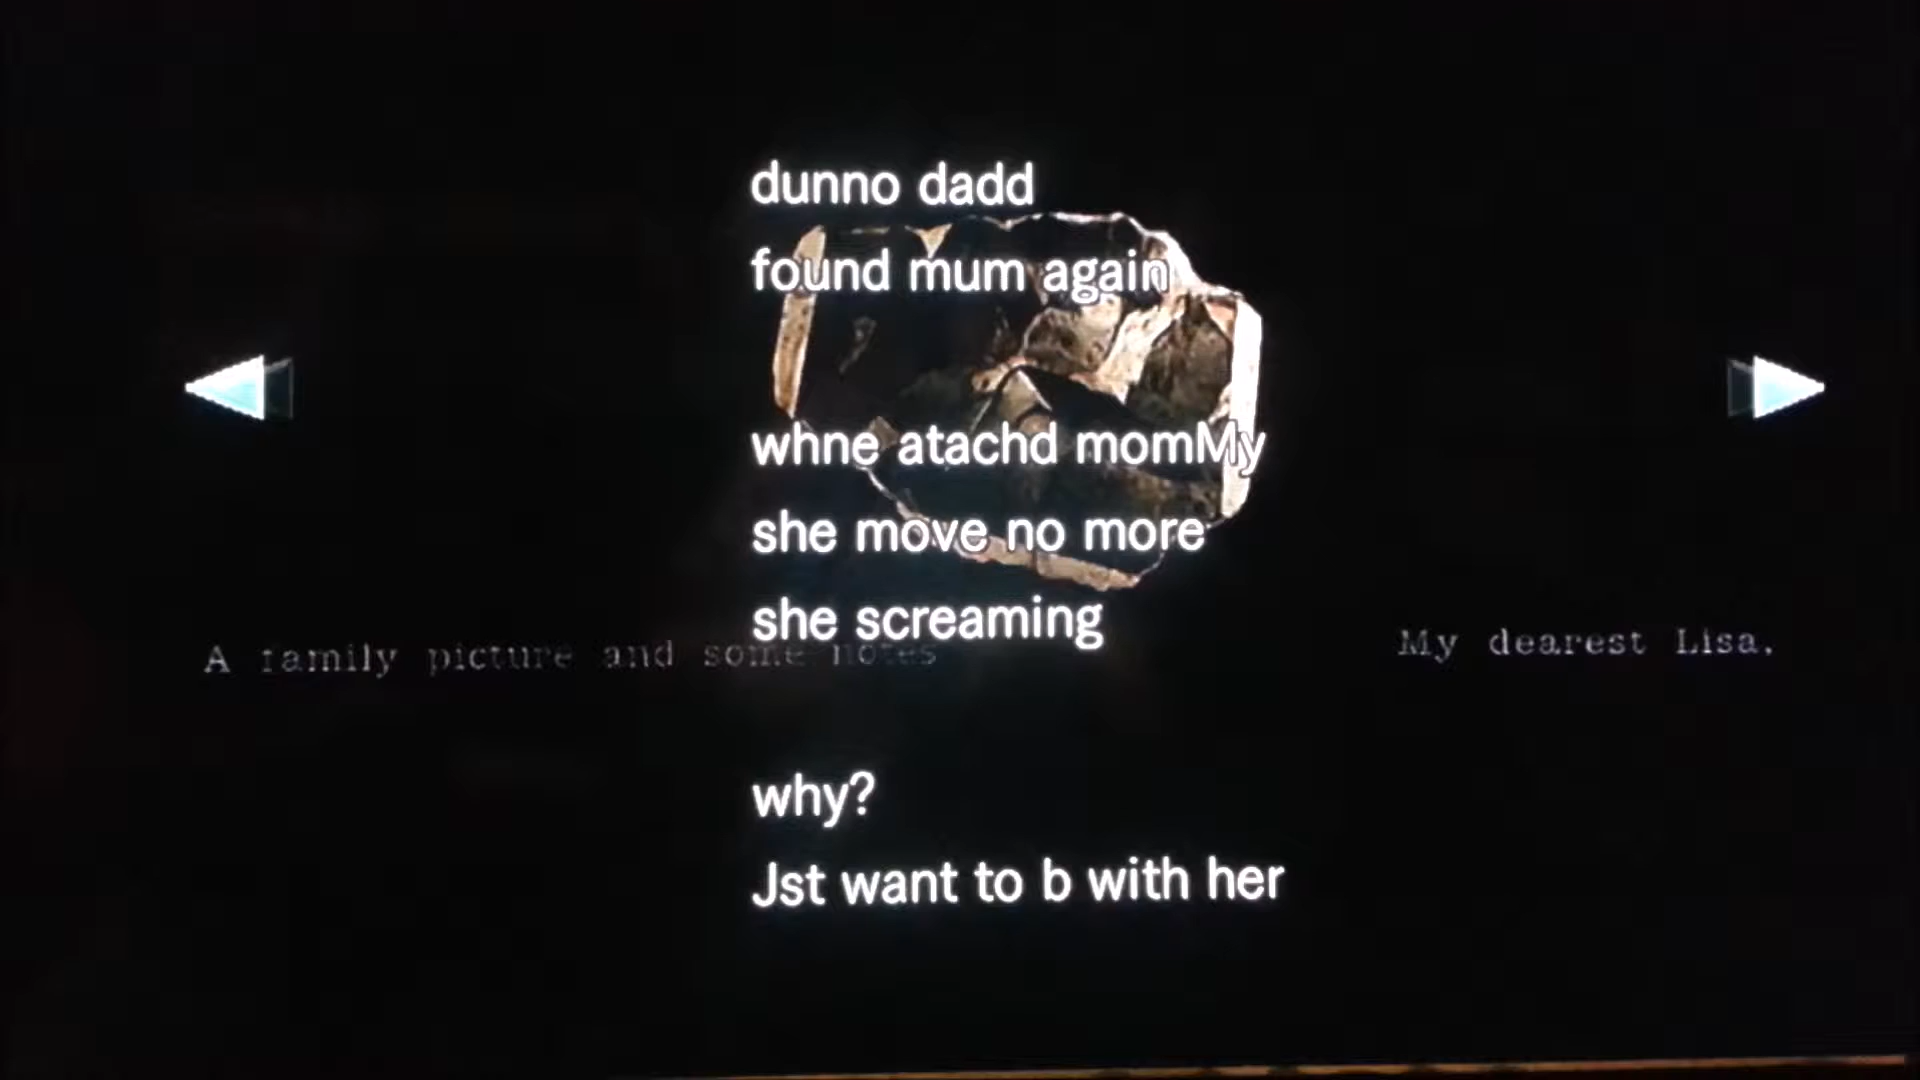 dunno dadd
found mum again
whne atachd momMy
she move no more
she screaming
A family picture and some notes
My dearest Lisa,
why?
Jst want to b with her